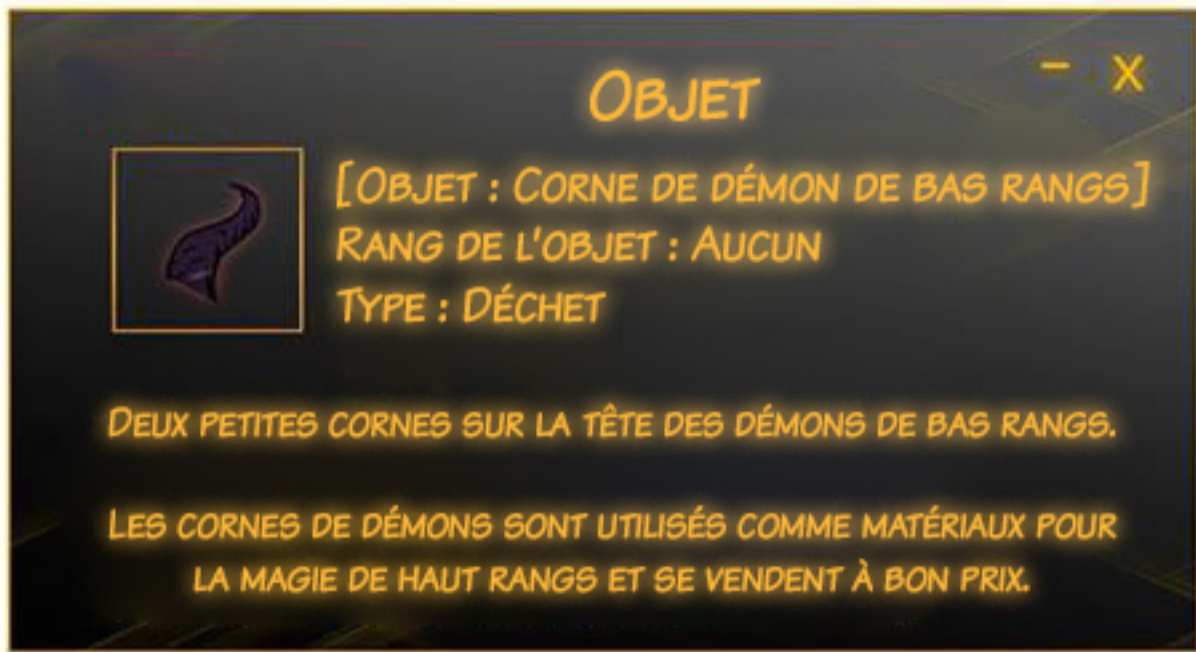 Objet
– X
[Objet : Corne de démon de bas rangs]
Rang de l'objet : Aucun
Type : Déchet
Deux petites cornes sur la tête des démons de bas rangs.
Les cornes de démons sont utilisés comme matériaux pour
la magie de haut rangs et se vendent à bon prix.